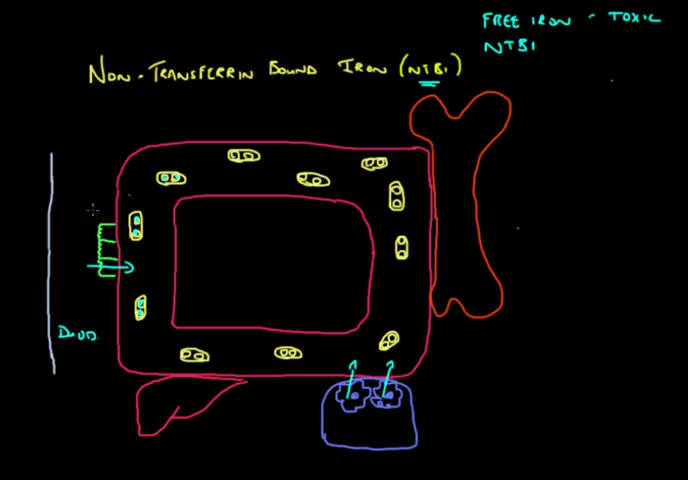 FREE IRON - TOXIC
NTBI
NON-TRANSFERRIN BOUND IRON (NTBI)
DUOD